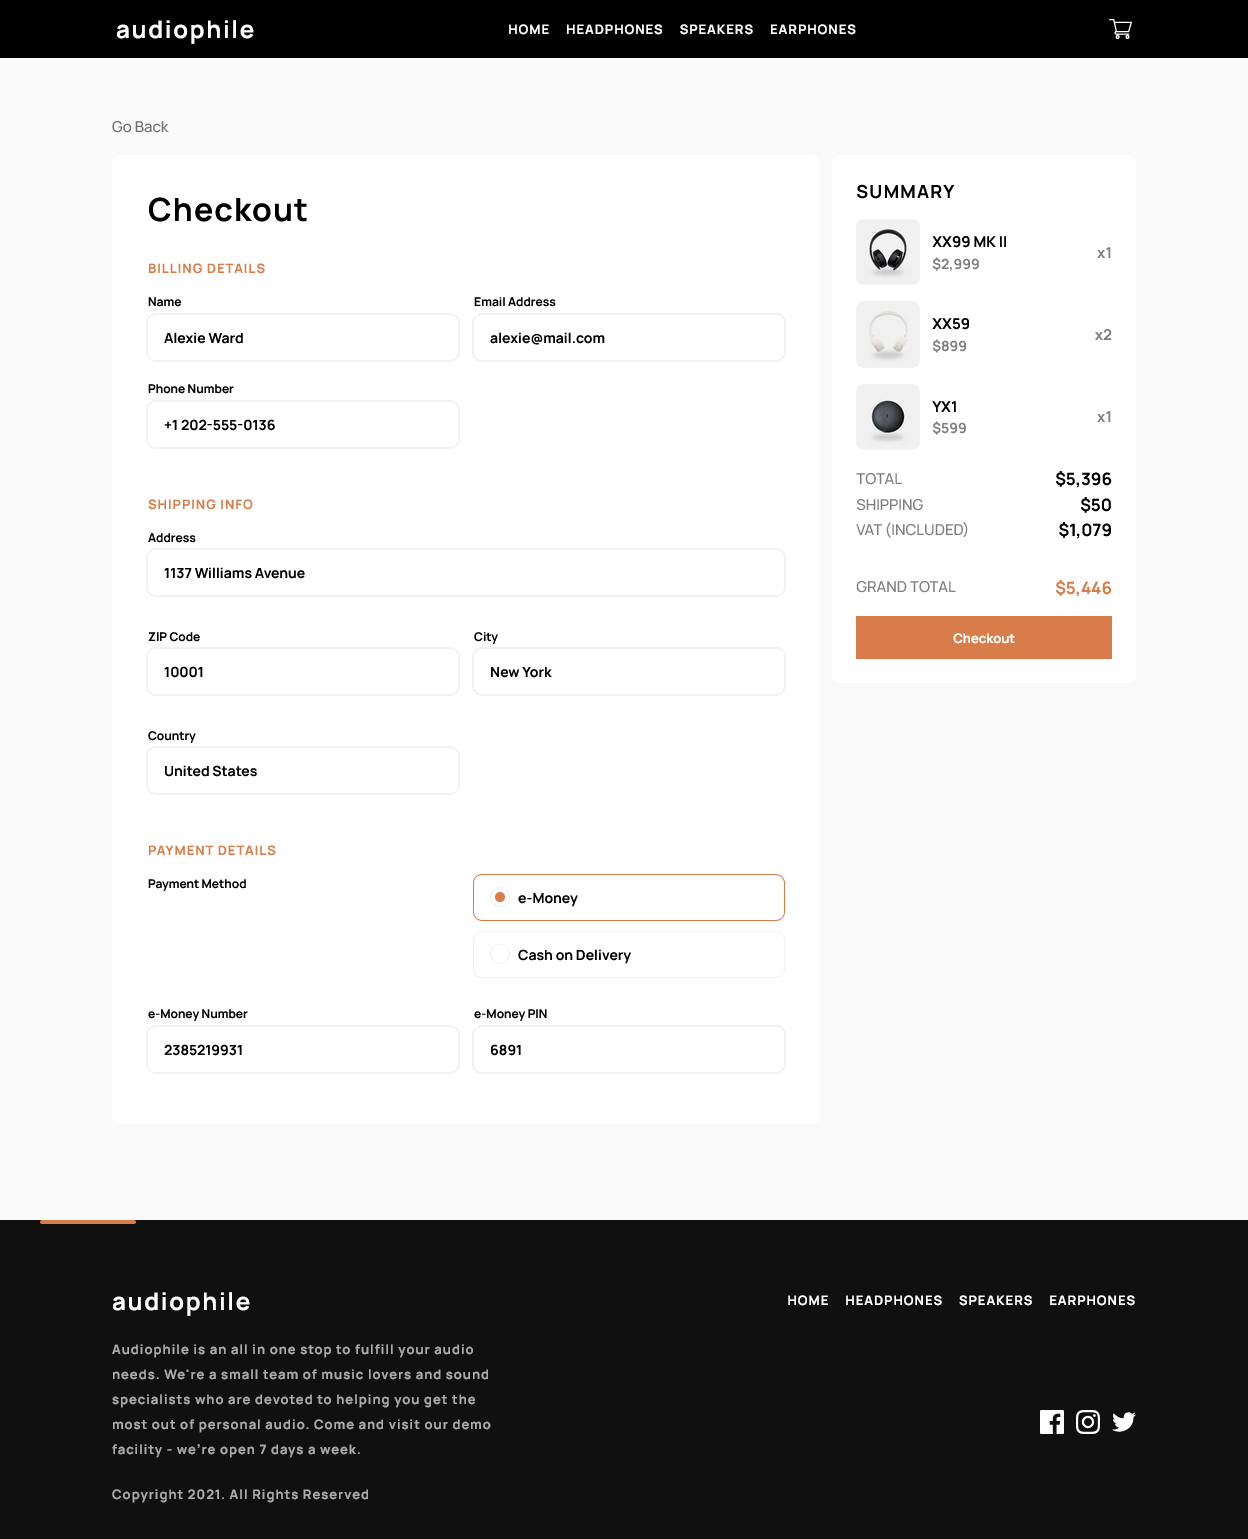 audiophile
HOME HEADPHONES SPEAKERS EARPHONES
Go Back
Checkout
BILLING DETAILS
Name
Email Address
Alexie Ward
alexie@mail.com
Phone Number
+1 202-555-0136
SHIPPING INFO
Address
1137 Williams Avenue
ZIP Code
City
10001
New York
Country
United States
PAYMENT DETAILS
Payment Method
e-Money
Cash on Delivery
e-Money Number
e-Money PIN
2385219931
6891
SUMMARY
XX99 MK II
$2,999
x1
XX59
$899
x2
YX1
$599
x1
TOTAL $5,396
SHIPPING $50
VAT (INCLUDED) $1,079
GRAND TOTAL $5,446
Checkout
audiophile
HOME HEADPHONES SPEAKERS EARPHONES
Audiophile is an all in one stop to fulfill your audio
needs. We're a small team of music lovers and sound
specialists who are devoted to helping you get the
most out of personal audio. Come and visit our demo
facility - we're open 7 days a week.
Copyright 2021. All Rights Reserved